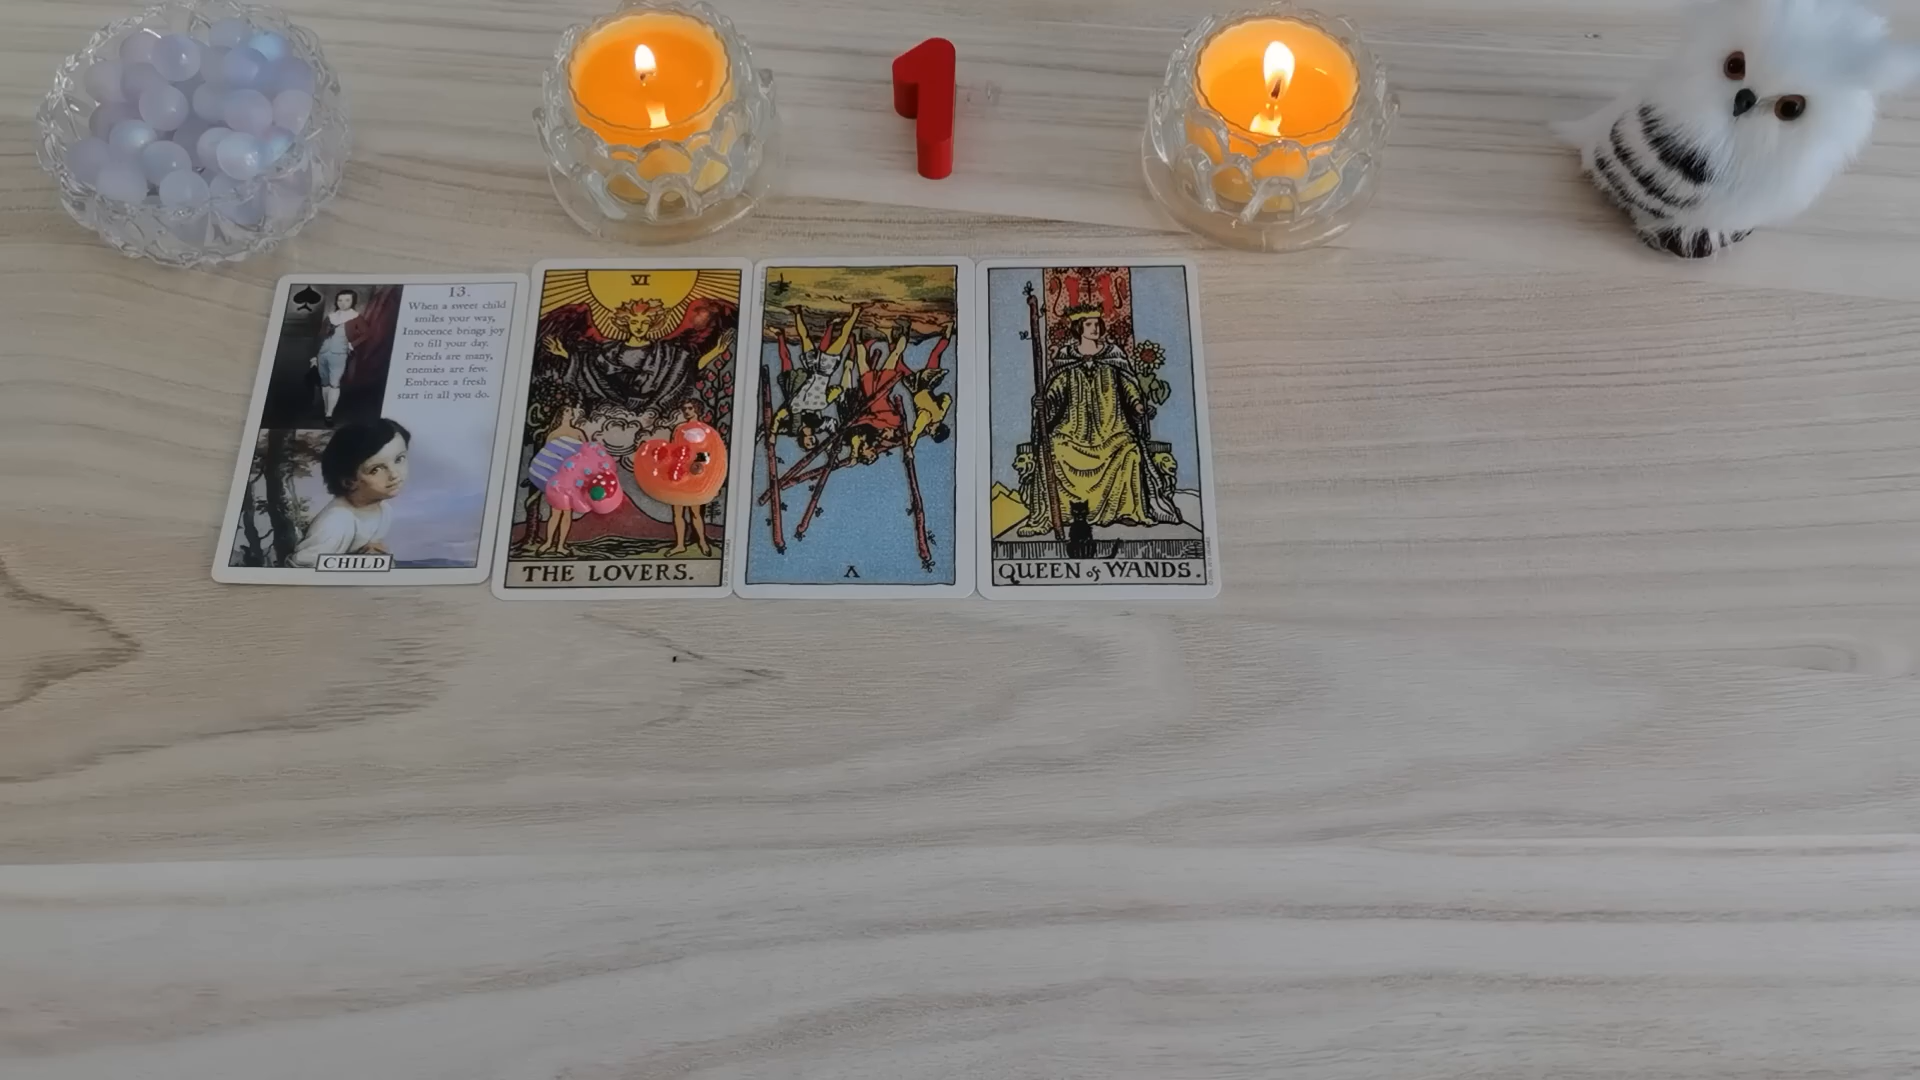 1
13.
When a sweet child
smiles your way,
Innocence brings joy
to fill your day.
Friends are many,
enemies are few.
Embrace a fresh
start in all you do.
CHILD
VI
THE LOVERS.
V
QUEEN of WANDS.